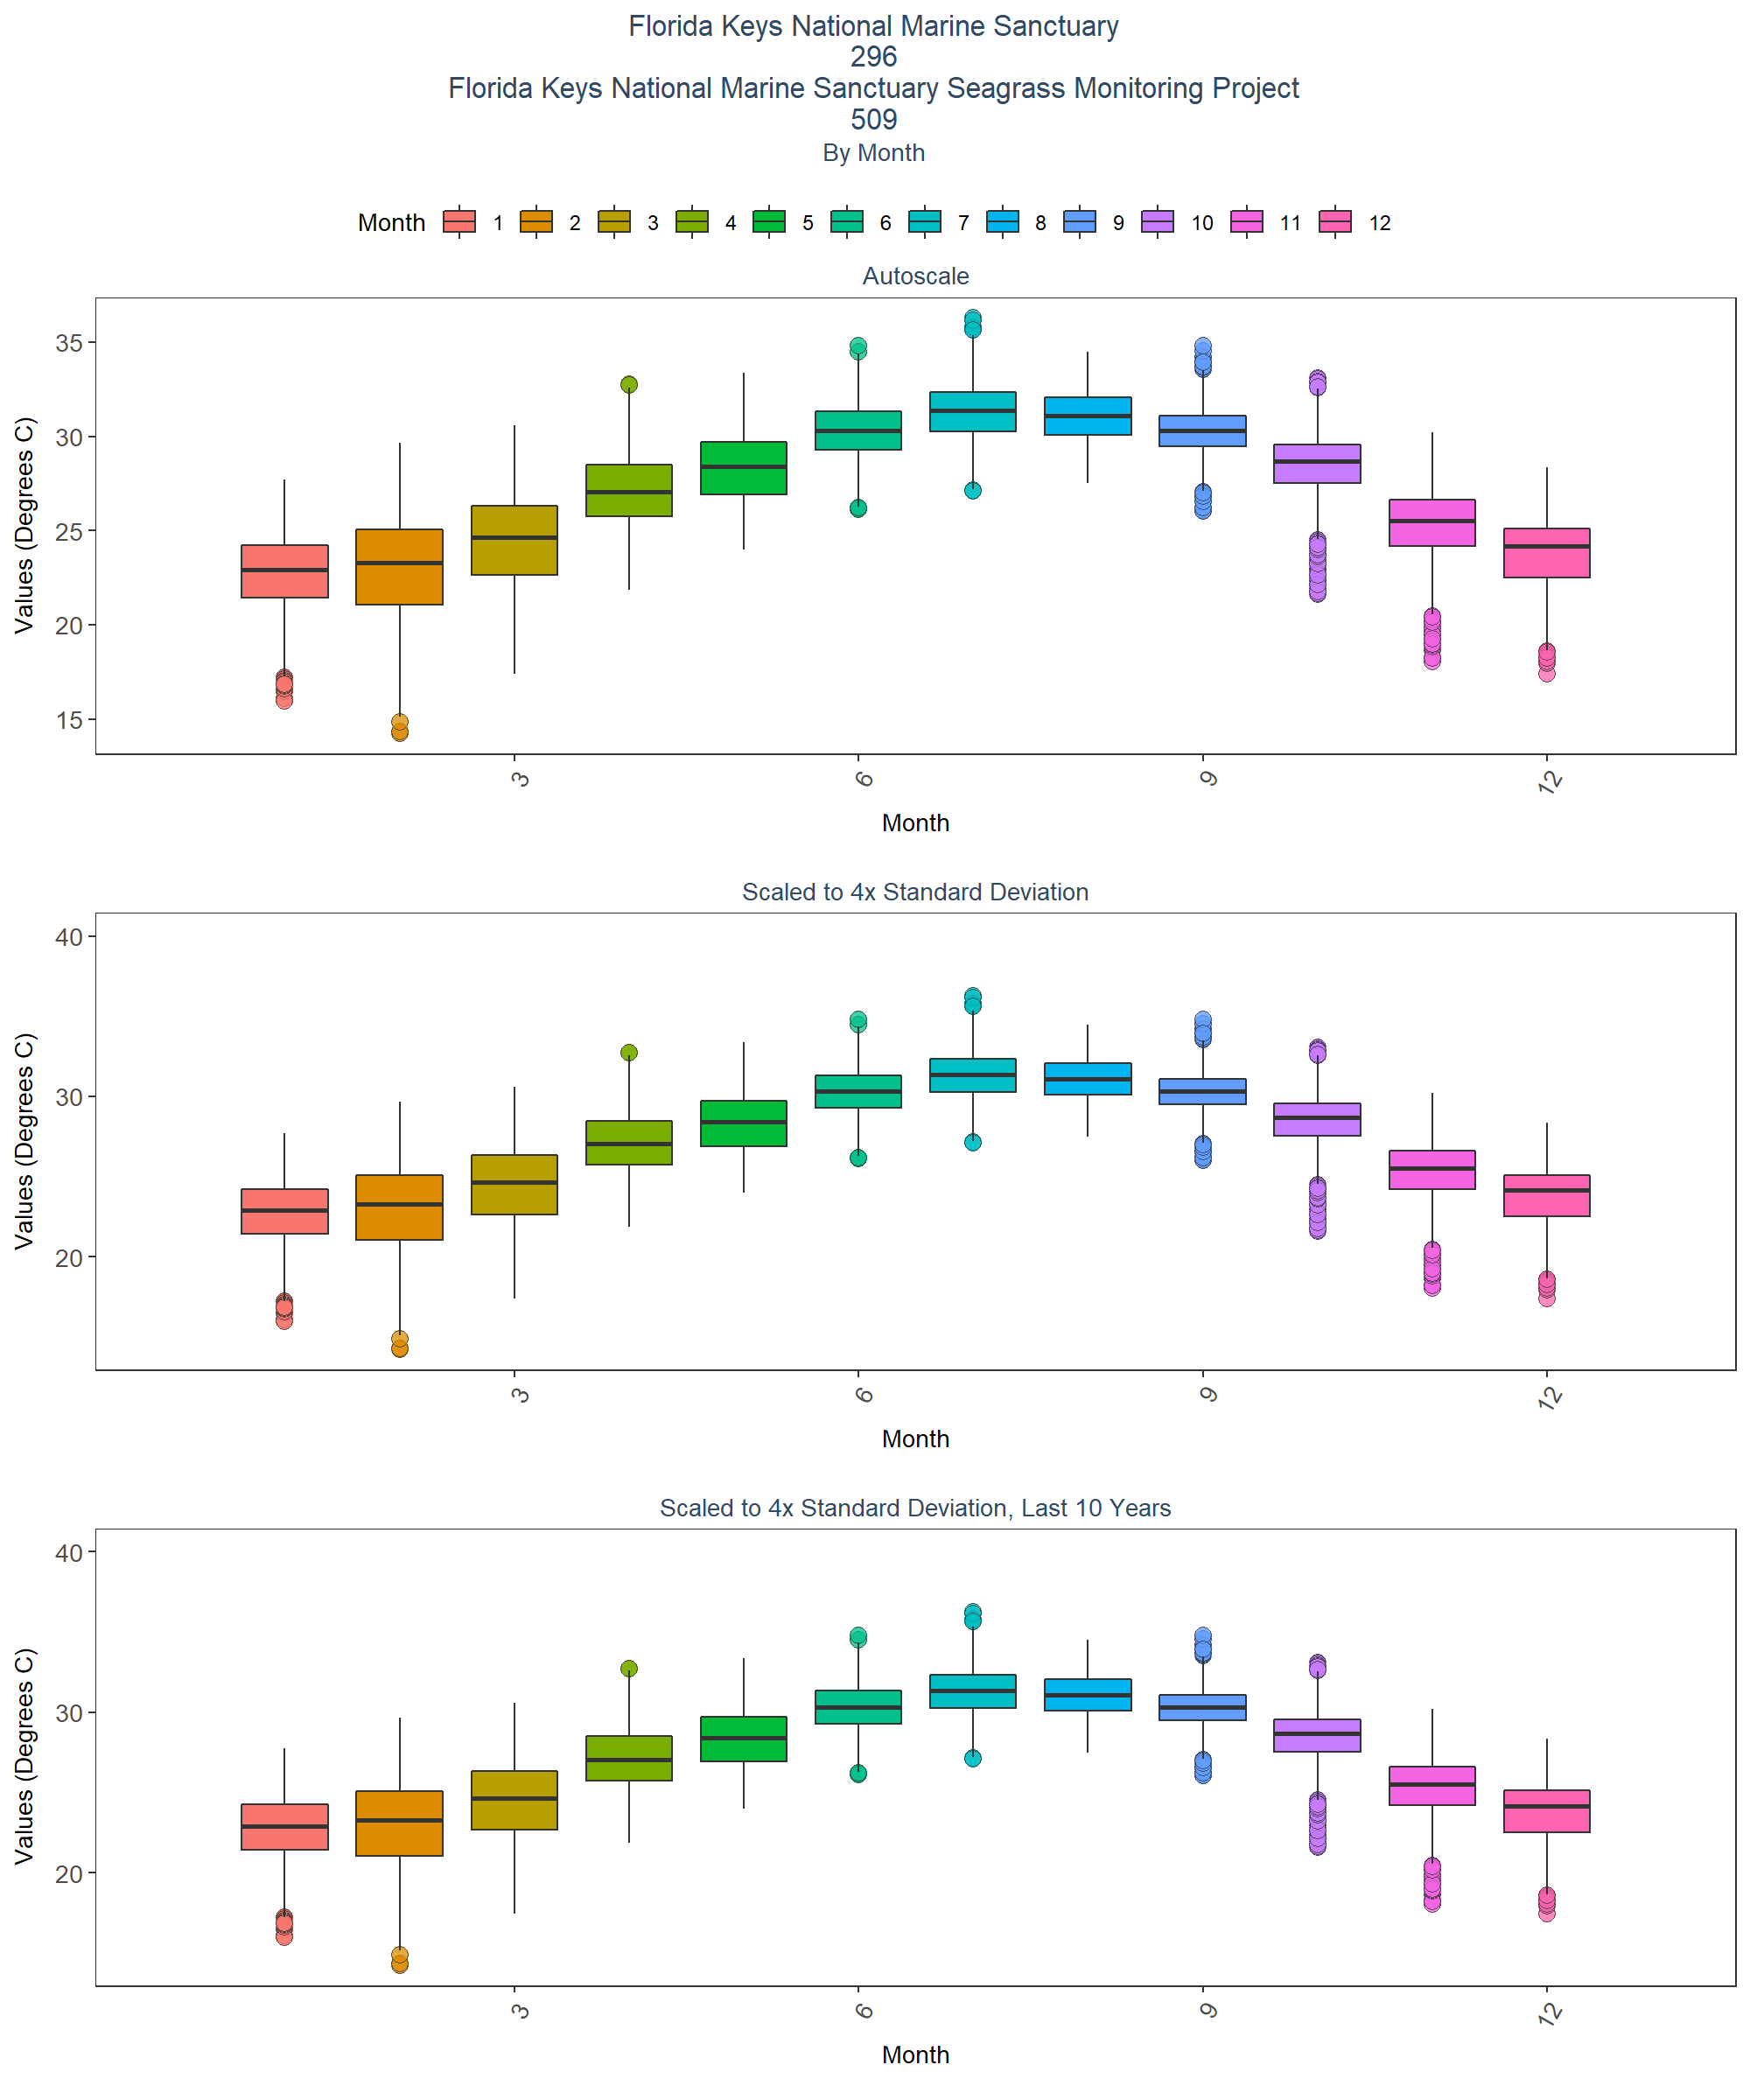 Florida Keys National Marine Sanctuary
296
Florida Keys National Marine Sanctuary Seagrass Monitoring Project
509
By Month
Month 1 2 3 4 5 6 7 8 9 10 11 12
Autoscale
35
30
25
20
15
Values (Degrees C)
3 6 9 12
Month
Scaled to 4x Standard Deviation
40
30
20
Values (Degrees C)
3 6 9 12
Month
Scaled to 4x Standard Deviation, Last 10 Years
40
30
20
Values (Degrees C)
3 6 9 12
Month